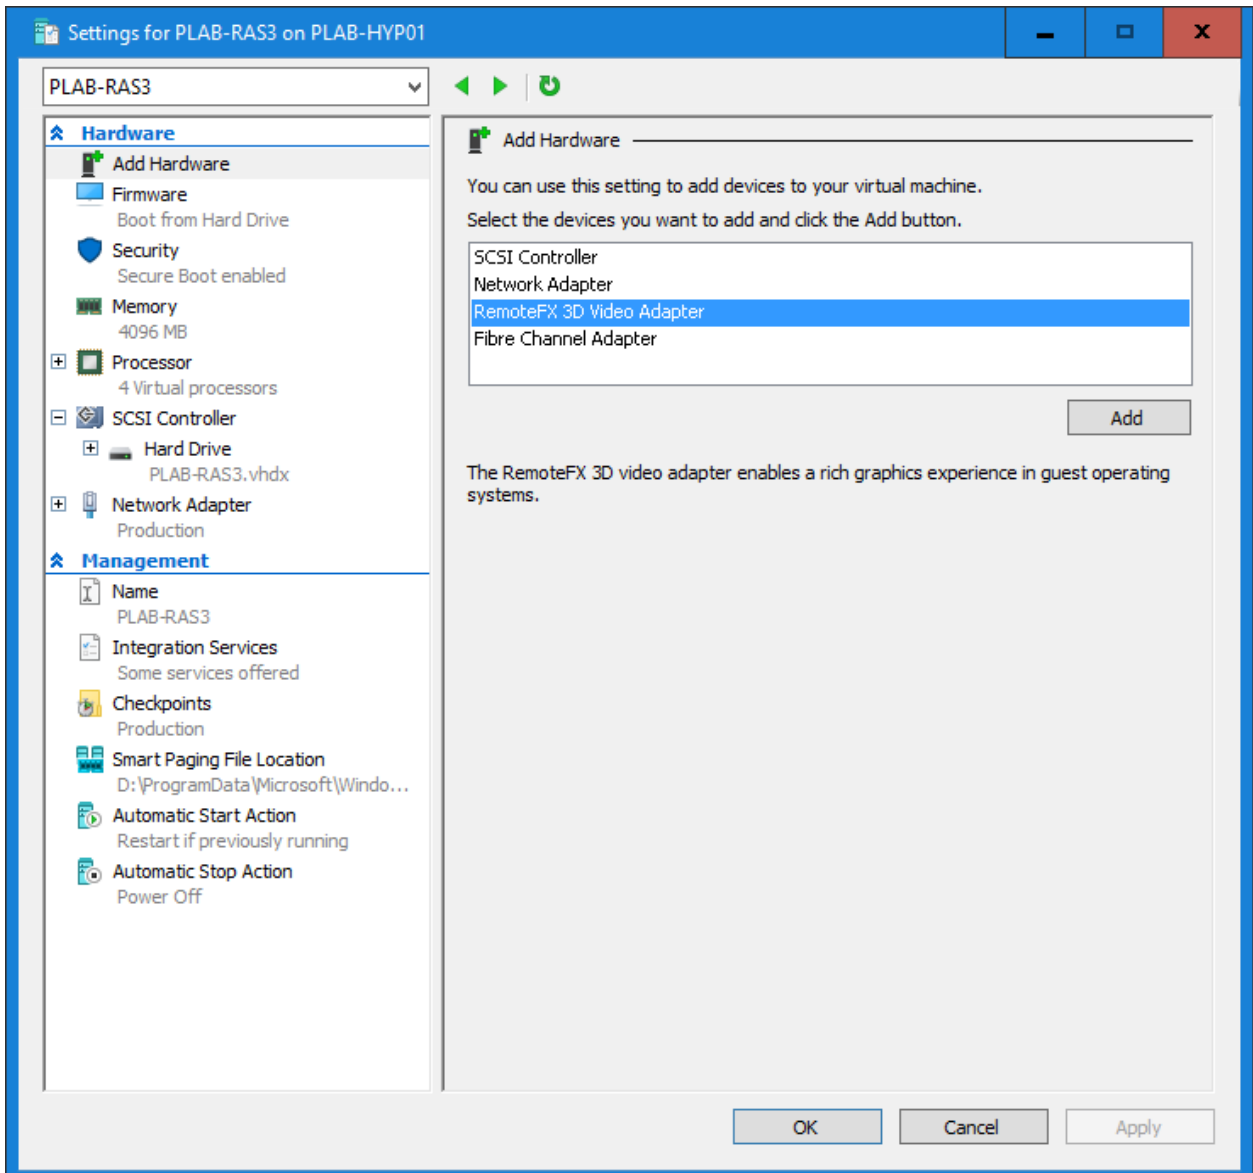 Settings for PLAB-RAS3 on PLAB-HYP01
PLAB-RAS3
Hardware
Add Hardware
Firmware
Boot from Hard Drive
Security
Secure Boot enabled
Memory
4096 MB
Processor
4 Virtual processors
SCSI Controller
Hard Drive
PLAB-RAS3.vhdx
Network Adapter
Production
Management
Name
PLAB-RAS3
Integration Services
Some services offered
Checkpoints
Production
Smart Paging File Location
D:\ProgramData\Microsoft\Windo...
Automatic Start Action
Restart if previously running
Automatic Stop Action
Power Off
Add Hardware
You can use this setting to add devices to your virtual machine.
Select the devices you want to add and click the Add button.
SCSI Controller
Network Adapter
RemoteFX 3D Video Adapter
Fibre Channel Adapter
Add
The RemoteFX 3D video adapter enables a rich graphics experience in guest operating
systems.
OK
Cancel
Apply